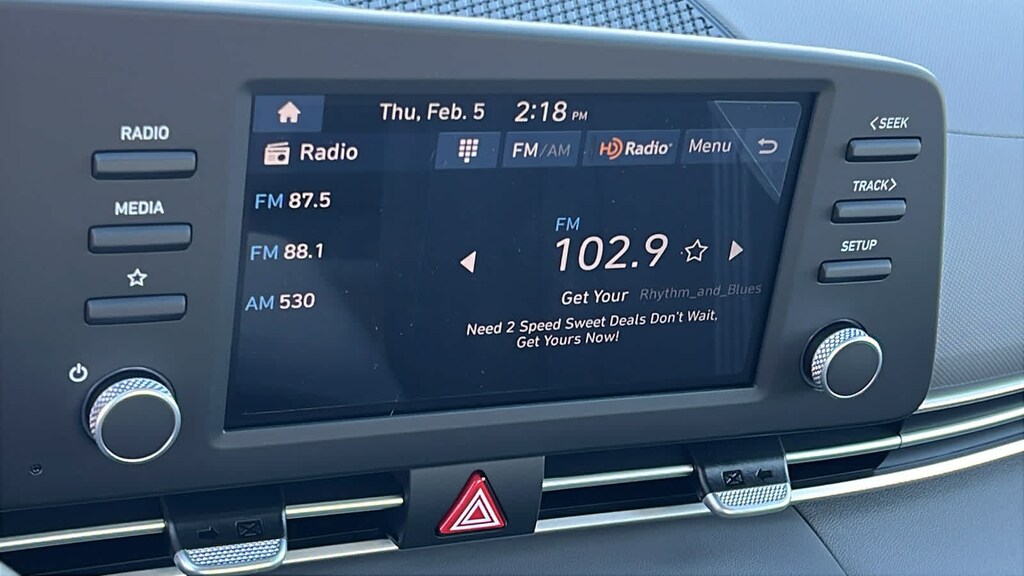 RADIO
MEDIA
Thu, Feb. 5 2:18 PM
Radio FM/AM HD Radio Menu
FM 87.5
FM 88.1
AM 530
FM
102.9
Get Your Rhythm_and_Blues
Need 2 Speed Sweet Deals Don't Wait,
Get Yours Now!
<SEEK
TRACK>
SETUP